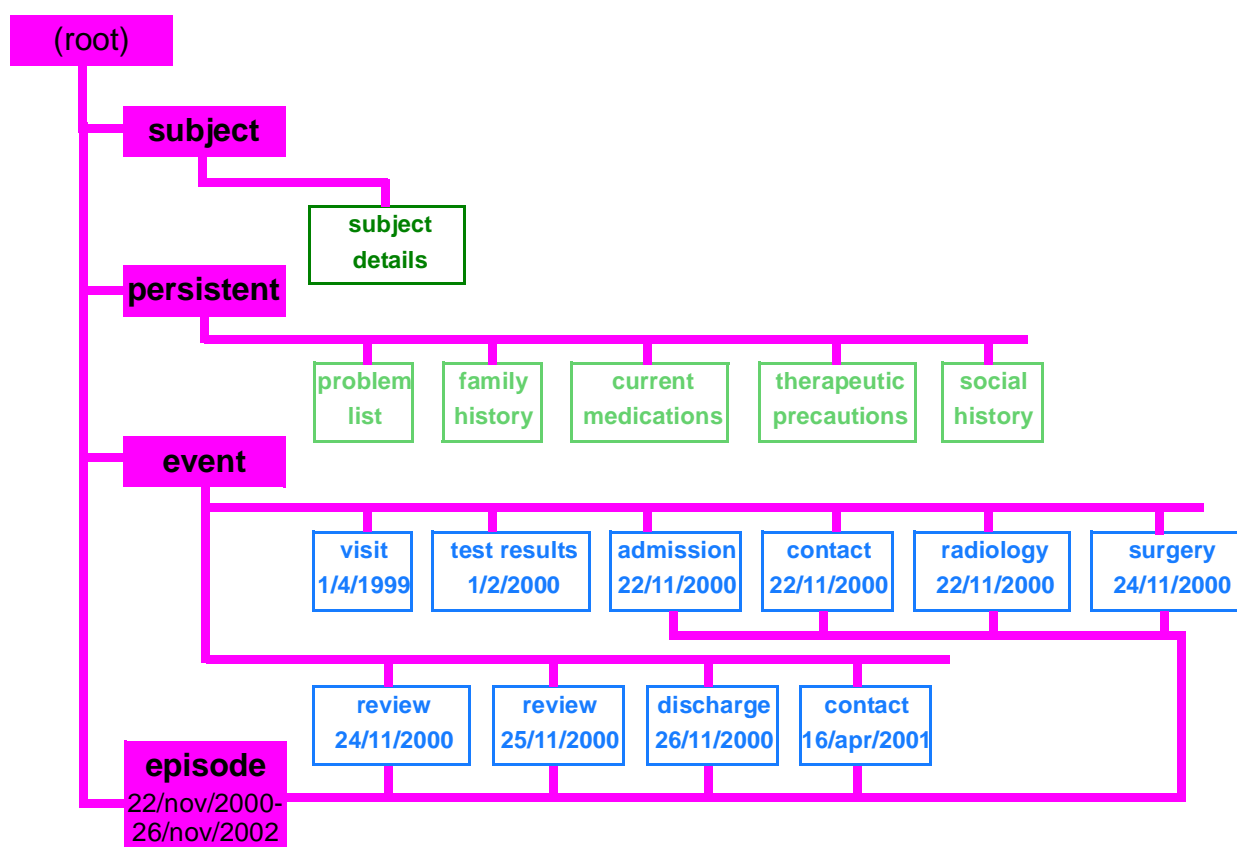 (root)
subject
subject
details
persistent
problem
list
family
history
current
medications
therapeutic
precautions
social
history
event
visit
1/4/1999
test results
1/2/2000
admission
22/11/2000
contact
22/11/2000
radiology
22/11/2000
surgery
24/11/2000
review
24/11/2000
review
25/11/2000
discharge
26/11/2000
contact
16/apr/2001
episode
22/nov/2000-
26/nov/2002